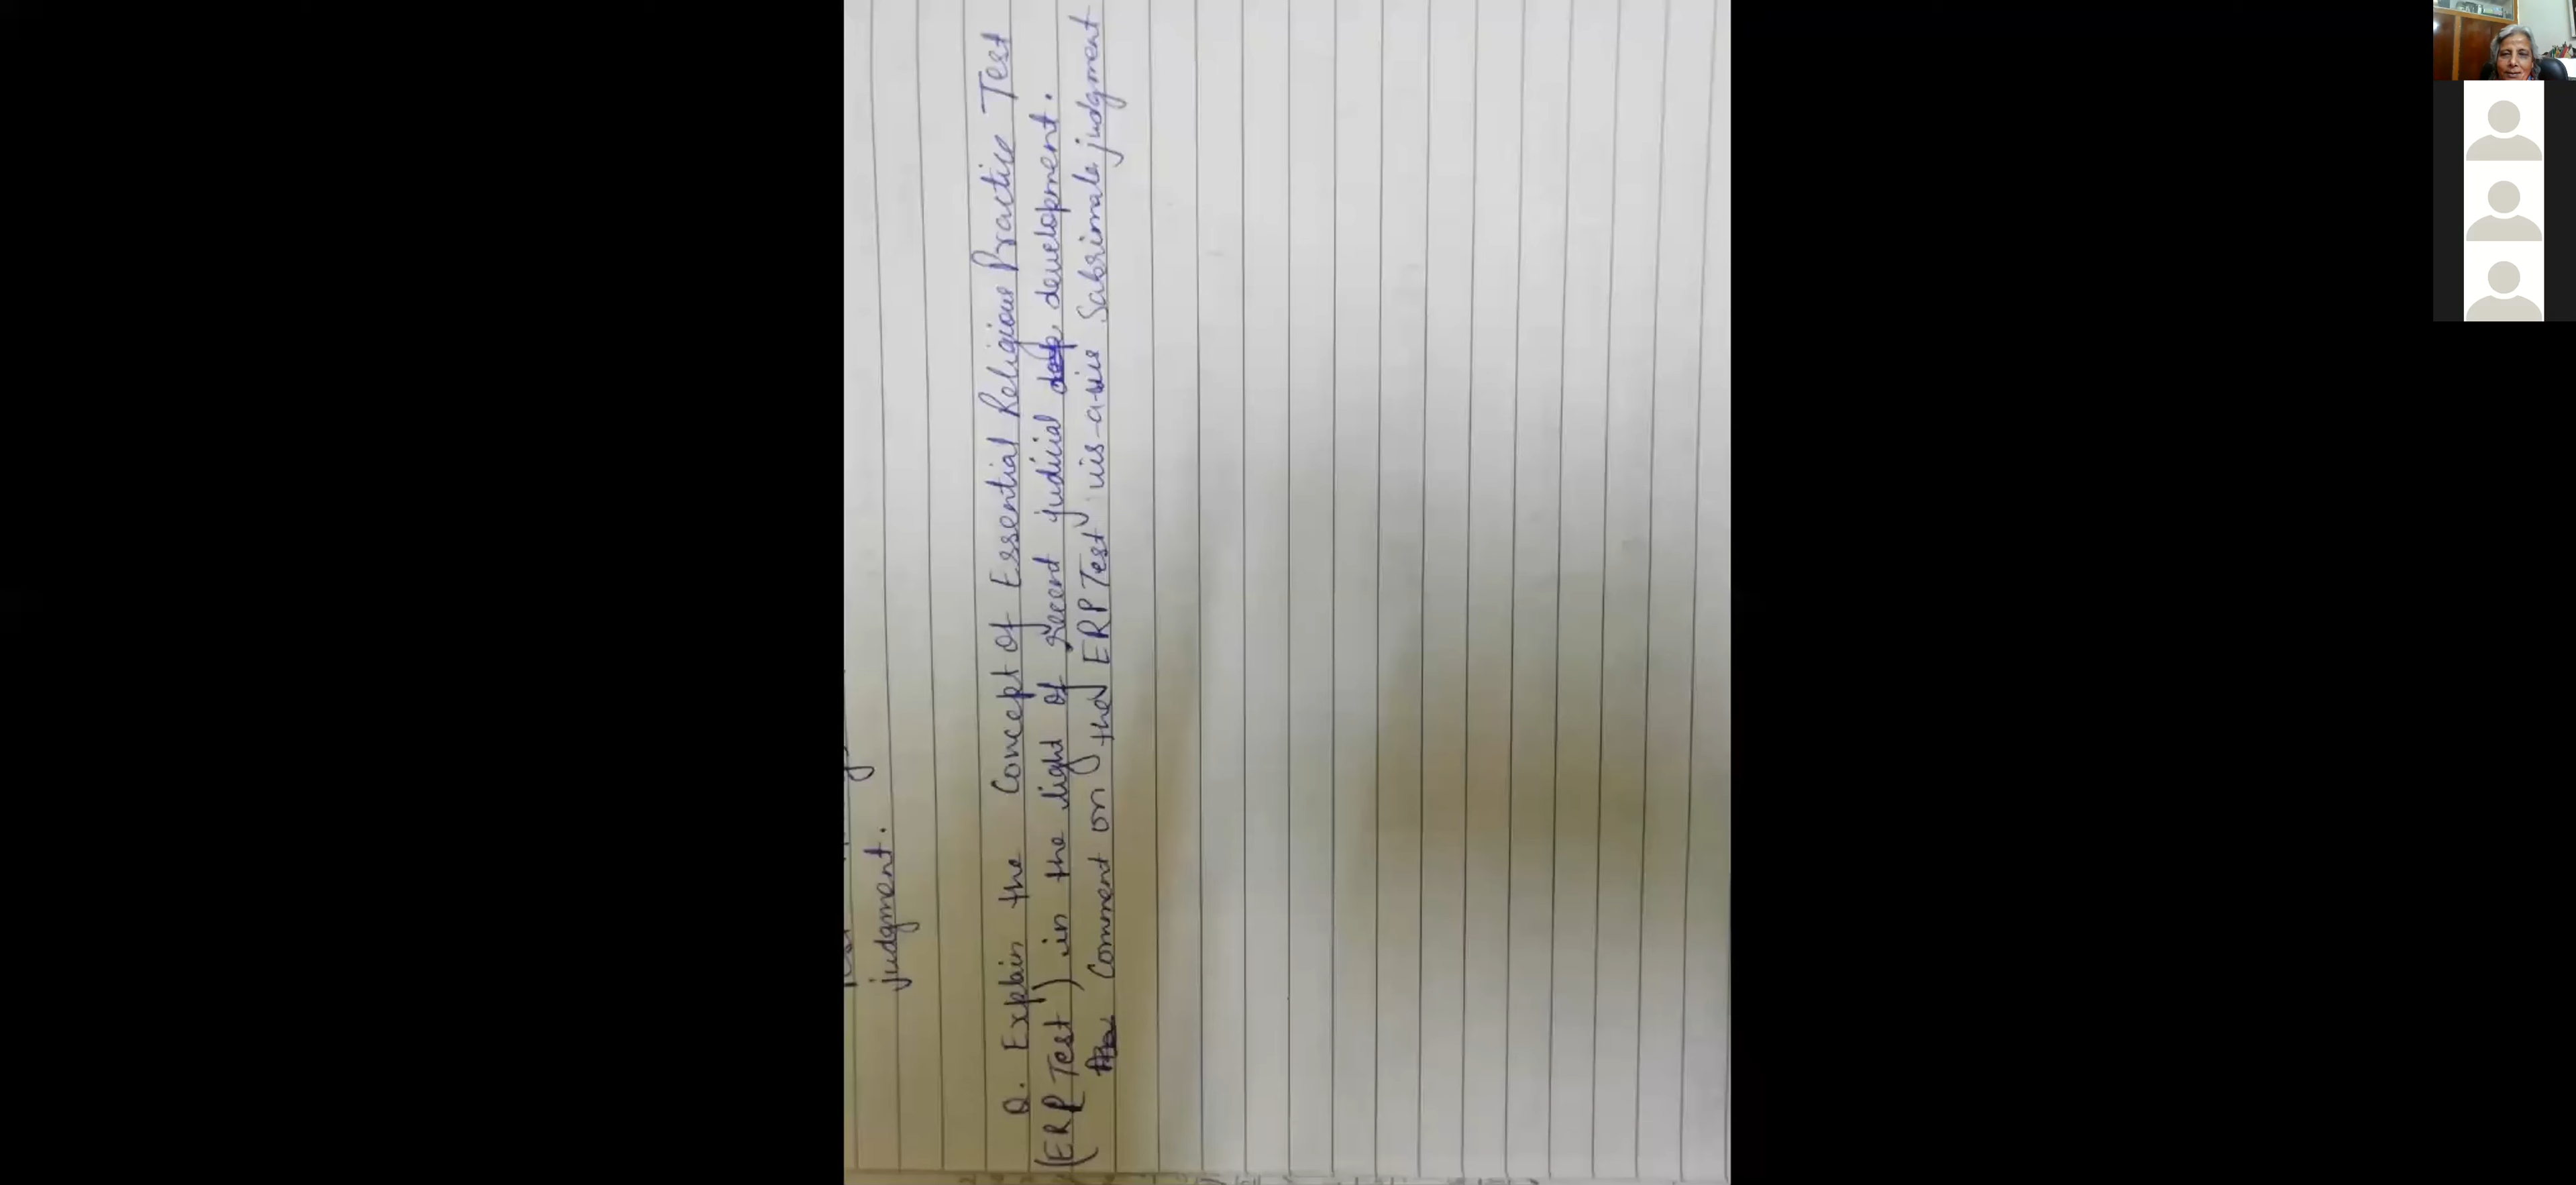 judgment.
Q. Explain the Concept of Essential Religious Practice Test
(ERP Test) in the light of recent judicial development.
Comment on the ERP Test vis-a-vis Sabrimala judgment